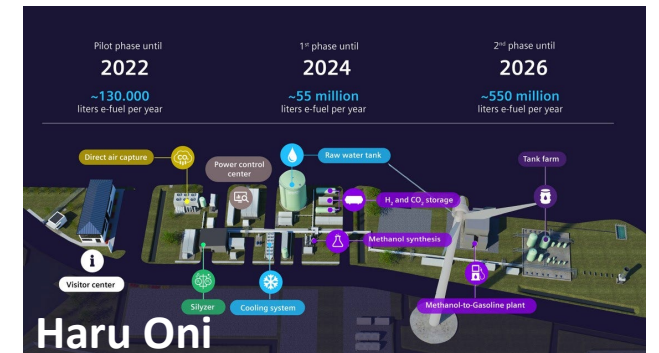 Pilot phase until
2022
~130.000
liters e-fuel per year
1st phase until
2024
~55 million
liters e-fuel per year
2nd phase until
2026
~550 million
liters e-fuel per year
Direct air capture
CO2
Power control
center
Raw water tank
Tank farm
H2 and CO2 storage
Methanol synthesis
Visitor center
Silyzer
Cooling system
Methanol-to-Gasoline plant
Haru Oni